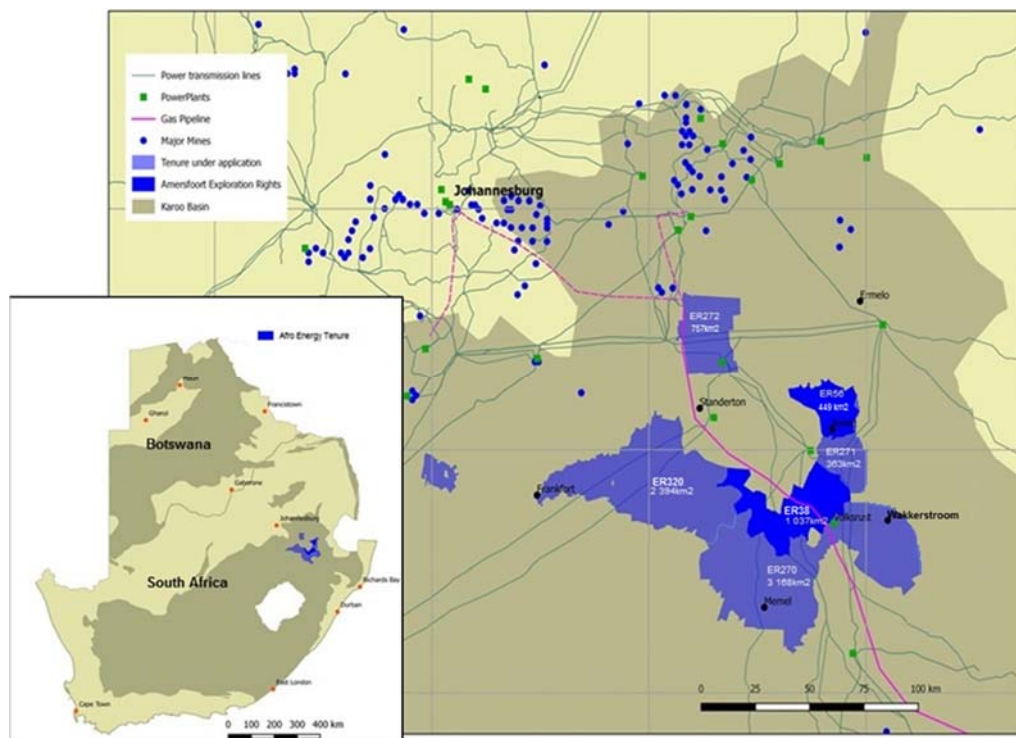 Power transmission lines
PowerPlants
Gas Pipeline
Major Mines
Tenure under application
Amersfoort Exploration Rights
Karoo Basin
Johannesburg
Ermelo
ER272
757km2
Standerton
ER56
449 km2
ER271
363km2
ER320
2 394km2
Frankfort
ER38
1 037km2
Volksrust
Wakkerstroom
ER270
3 168km2
Memel
0 25 50 75 100 km
Afro Energy Tenure
Maun
Ghanzi
Francistown
Botswana
Gaborone
Johannesburg
South Africa
Richards Bay
Durban
East London
Cape Town
0 100 200 300 400 km